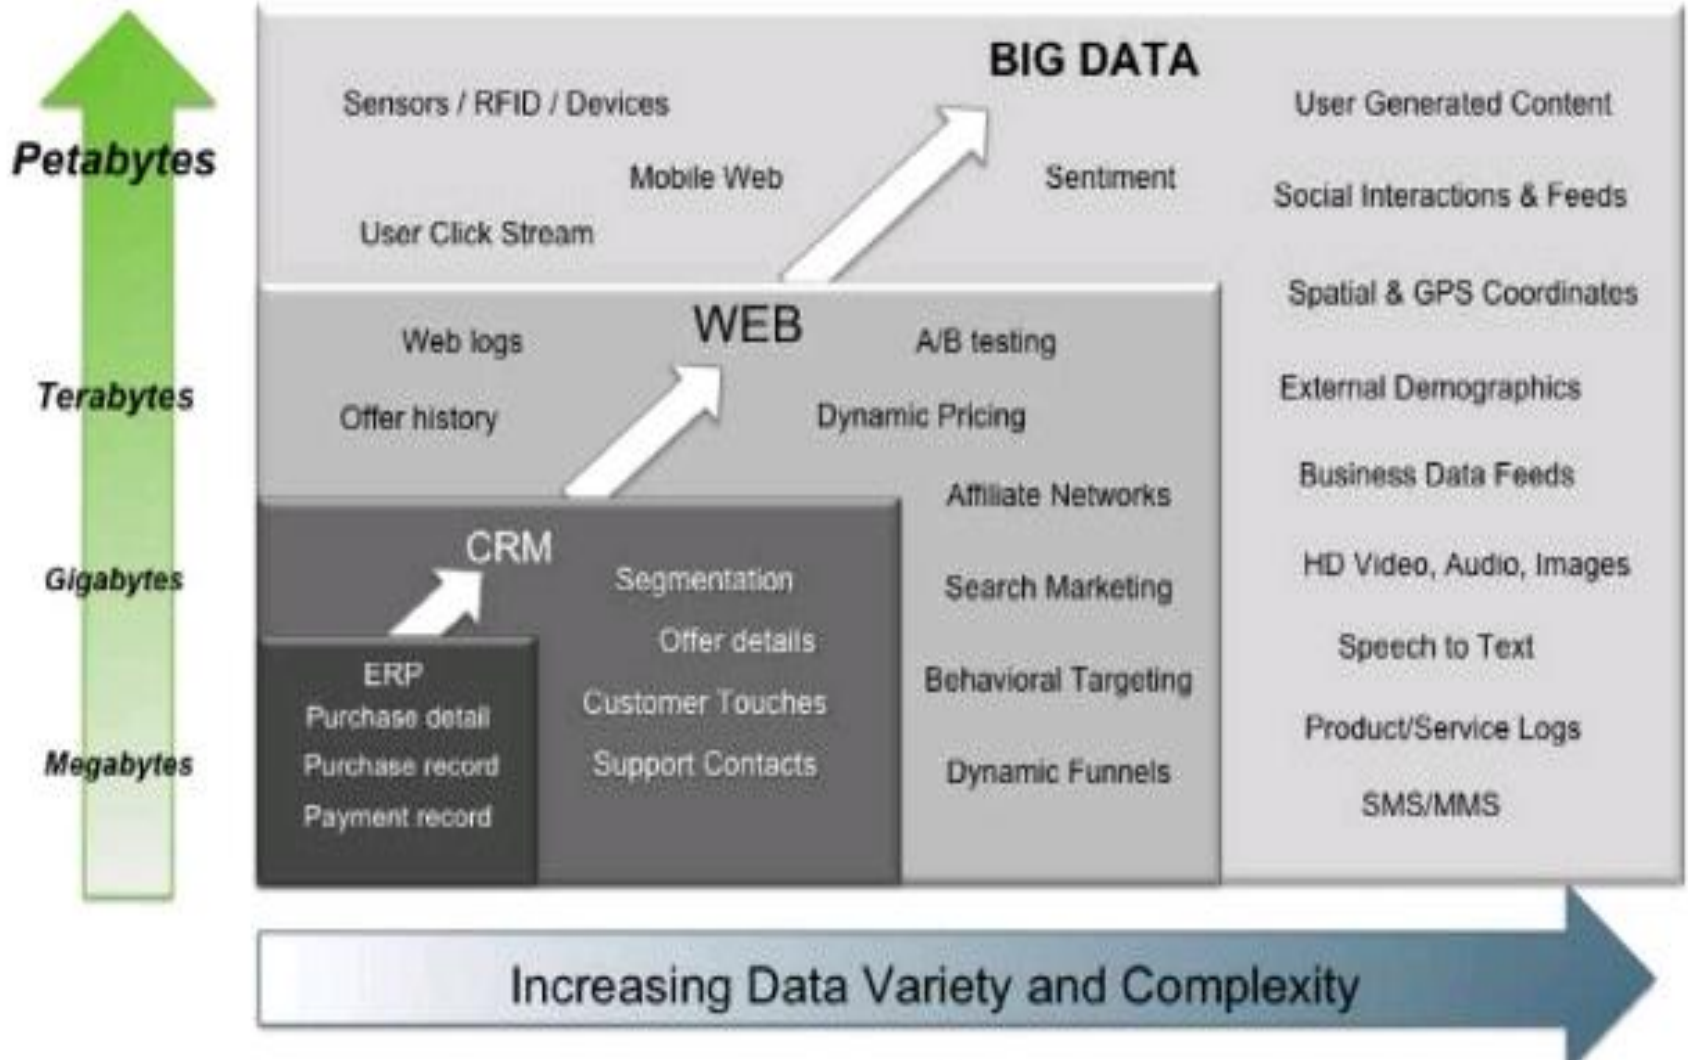 Petabytes
Terabytes
Gigabytes
Megabytes
BIG DATA
Sensors / RFID / Devices
Mobile Web
User Click Stream
Sentiment
User Generated Content
Social Interactions & Feeds
Spatial & GPS Coordinates
External Demographics
Business Data Feeds
HD Video, Audio, Images
Speech to Text
Product/Service Logs
SMS/MMS
WEB
Web logs
Offer history
A/B testing
Dynamic Pricing
Affiliate Networks
Search Marketing
Behavioral Targeting
Dynamic Funnels
CRM
Segmentation
Offer details
Customer Touches
Support Contacts
ERP
Purchase detail
Purchase record
Payment record
Increasing Data Variety and Complexity